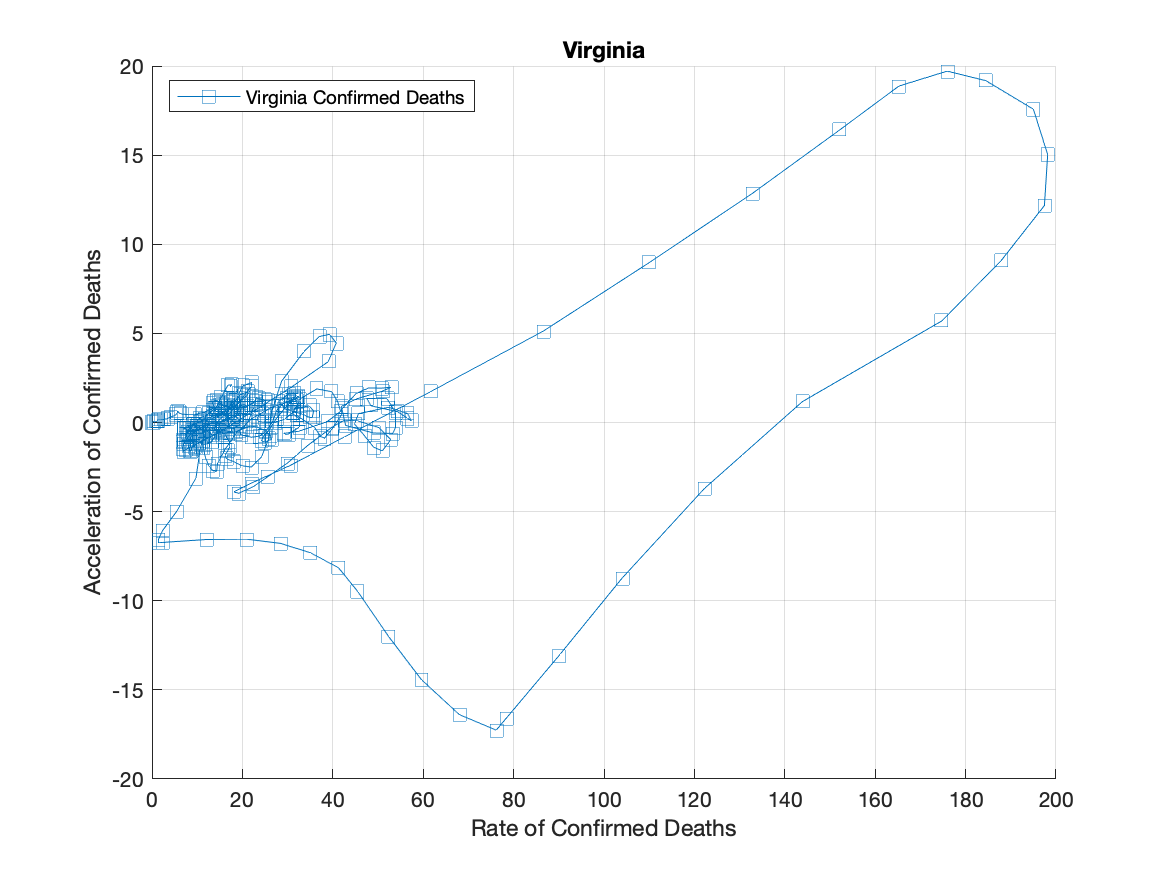 Virginia
Virginia Confirmed Deaths
20
15
10
5
0
-5
-10
-15
-20
Acceleration of Confirmed Deaths
0 20 40 60 80 100 120 140 160 180 200
Rate of Confirmed Deaths